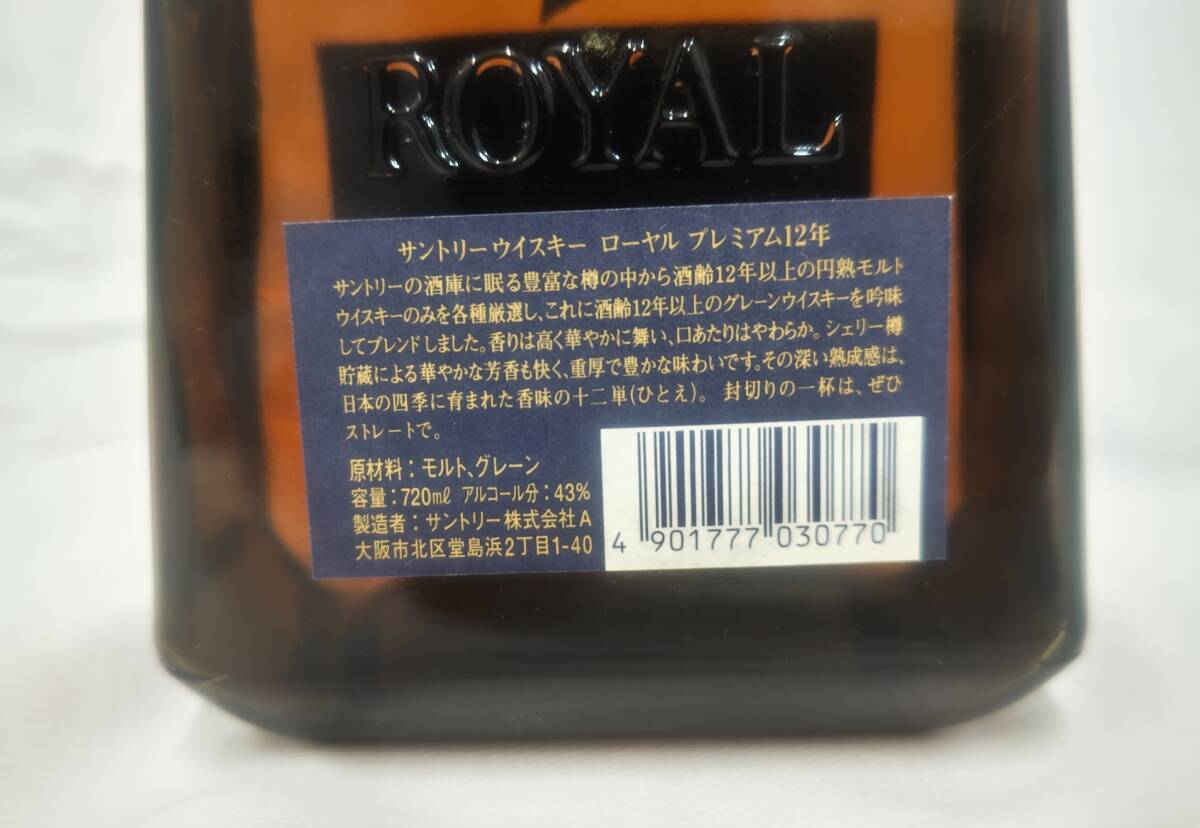 ROYAL
サントリーウイスキー ローヤル プレミアム12年
サントリーの酒庫に眠る豊富な樽の中から酒齢12年以上の円熟モルト
ウイスキーのみを各種厳選し、これに酒齢12年以上のグレーンウイスキーを吟味
してブレンドしました。香りは高く華やかに舞い、口あたりはやわらか。シェリー樽
貯蔵による華やかな芳香も快く、重厚で豊かな味わいです。その深い熟成感は、
日本の四季に育まれた香味の十二単(ひとえ)。 封切りの一杯は、ぜひ
ストレートで。
原材料：モルト、グレーン
容量：720㎖ アルコール分：43%
製造者：サントリー株式会社A
大阪市北区堂島浜2丁目1-40
4 901777 030770